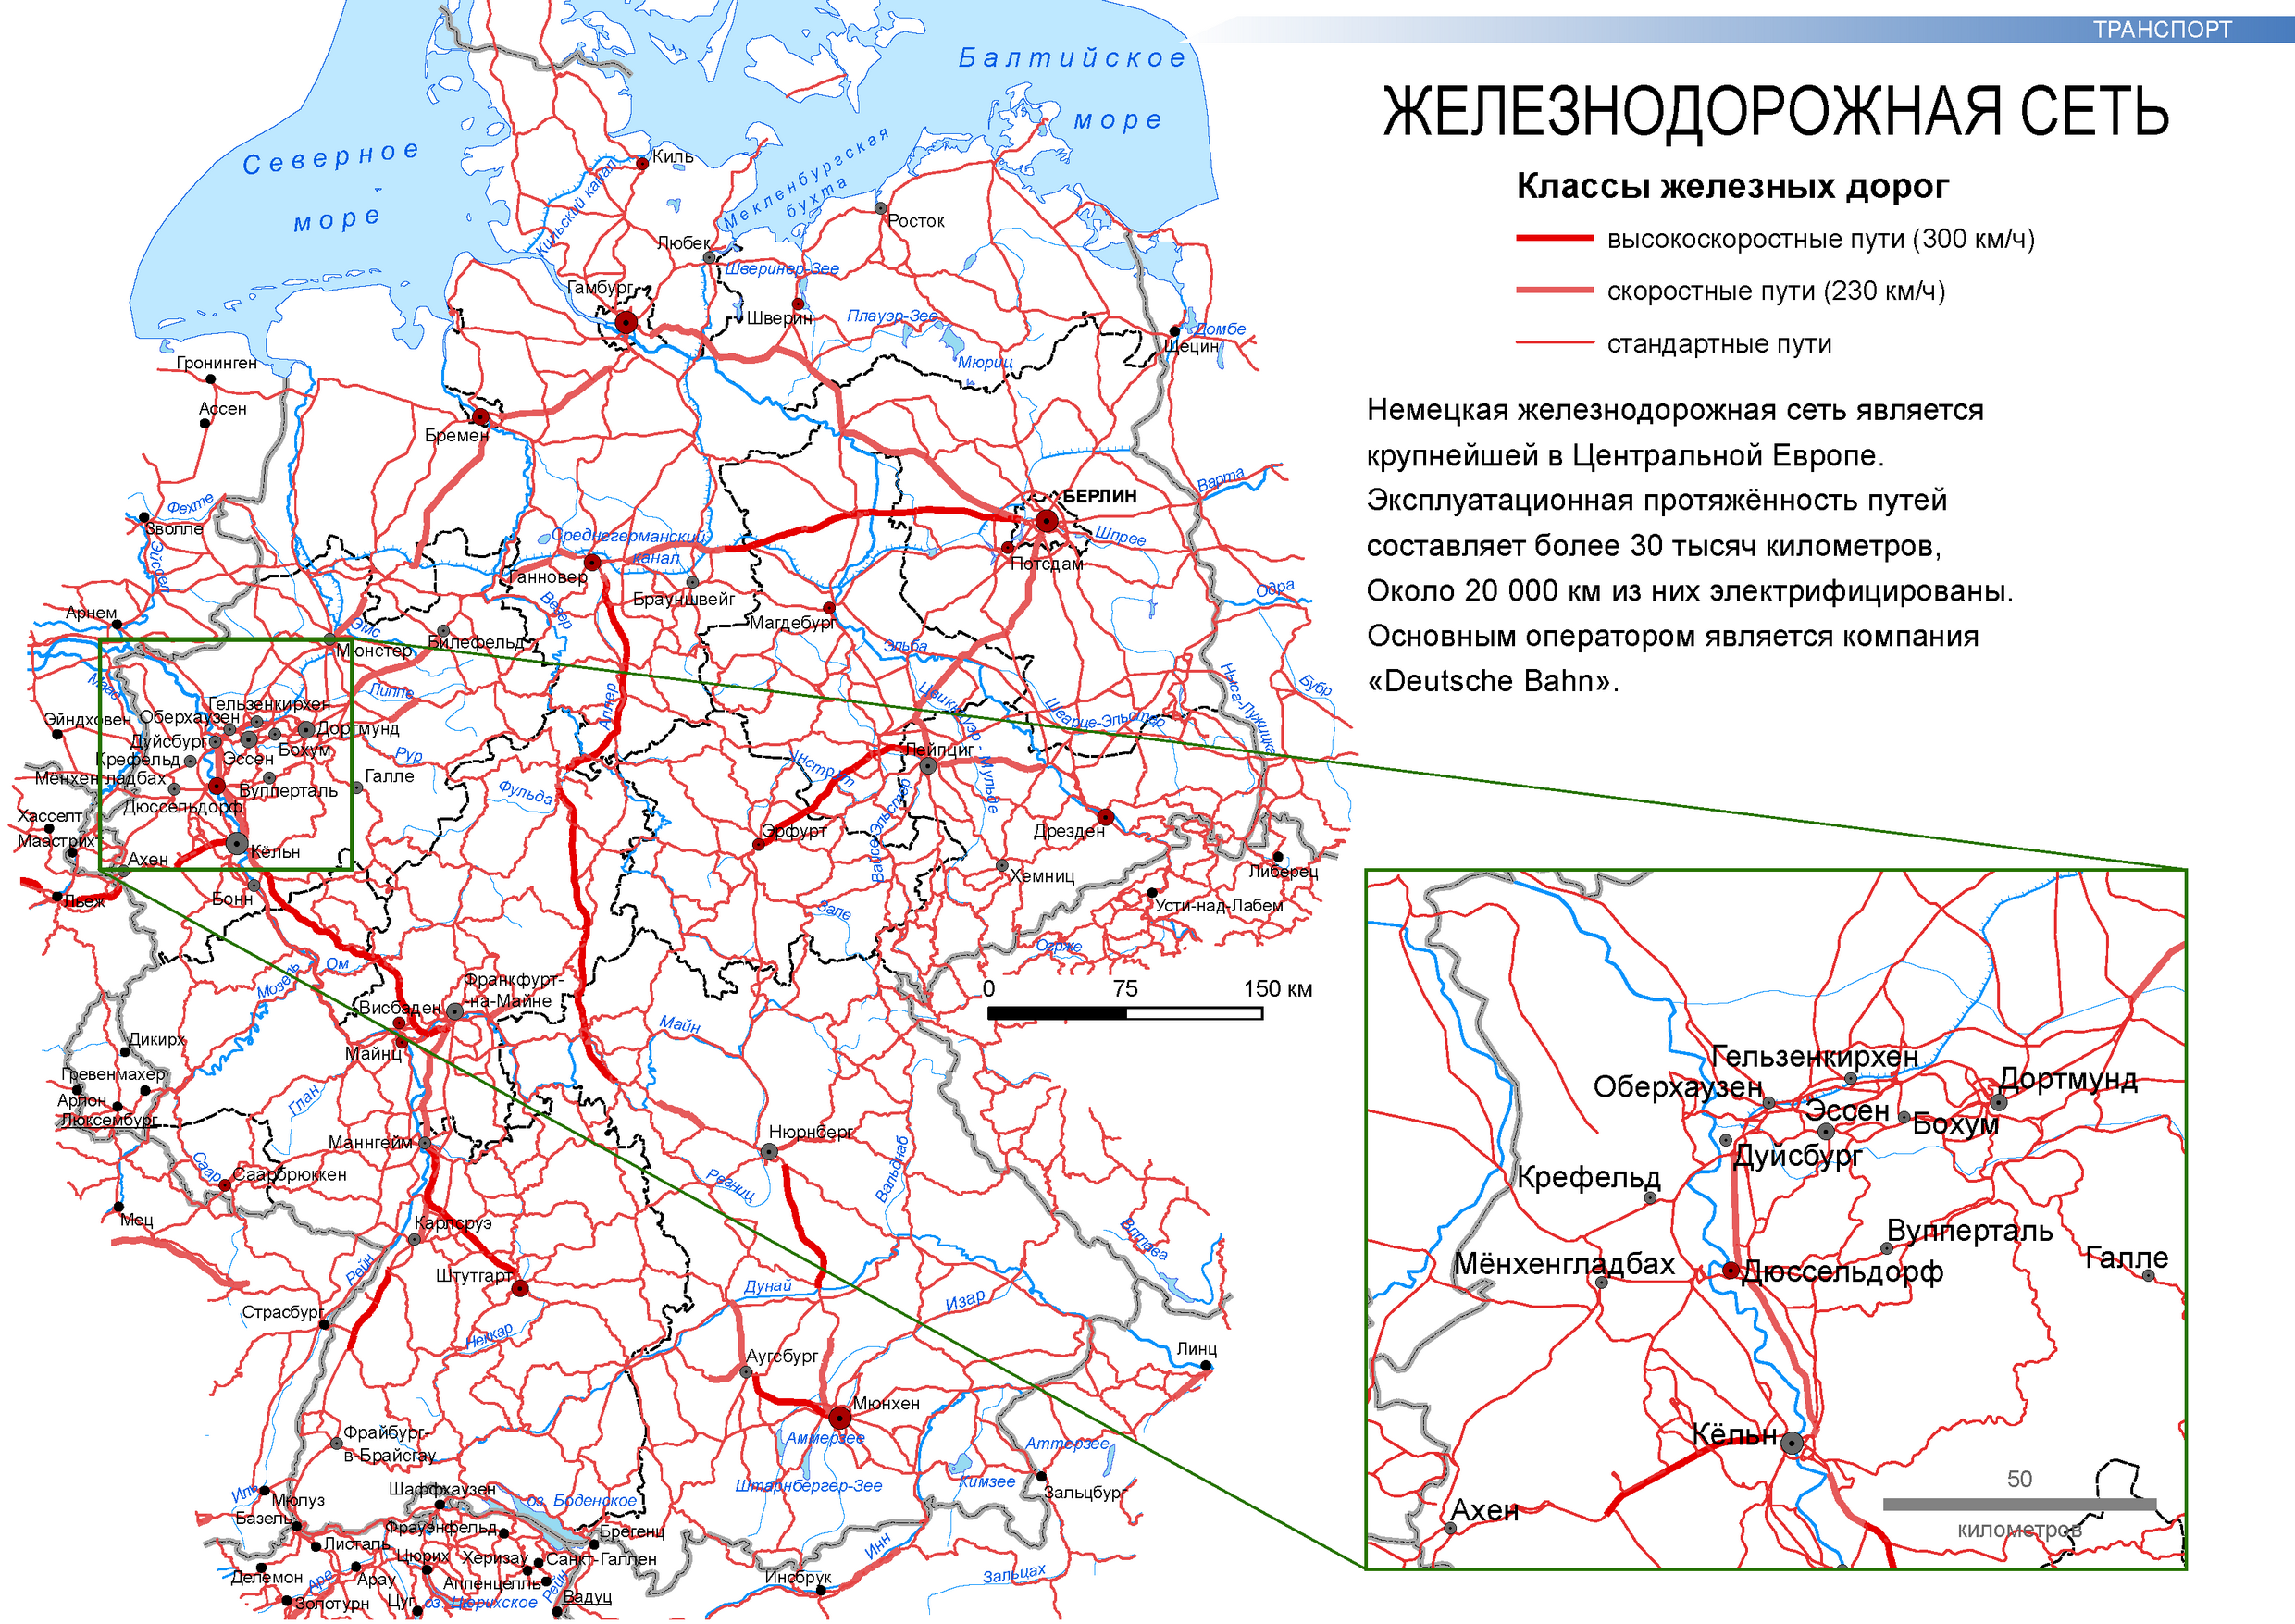 ТРАНСПОРТ
ЖЕЛЕЗНОДОРОЖНАЯ СЕТЬ
Классы железных дорог
высокоскоростные пути (300 км/ч)
скоростные пути (230 км/ч)
стандартные пути
Немецкая железнодорожная сеть является
крупнейшей в Центральной Европе.
Эксплуатационная протяжённость путей
составляет более 30 тысяч километров,
Около 20 000 км из них электрифицированы.
Основным оператором является компания
«Deutsche Bahn».
Балтийское
море
Северное
море
Киль
Кильский канал
Мекленбургская
бухта
Росток
Любек
Шверинер-Зее
Гамбург
Шверин
Плауэр-Зее
Мюриц
Домбе
Щецин
Гронинген
Ассен
Бремен
Фехте
Зволле
Эйссел
БЕРЛИН
Варта
Шпрее
Потсдам
Среднегерманский
канал
Ганновер
Брауншвейг
Магдебург
Одра
Арнем
Везер
Эмс
Мюнстер
Билефельд
Эльба
Маас
Липпе
Аллер
Цвиккауэр - Мульде
Шварце-Эльстер
Ныса-Лужицка
Бубр
Гельзенкирхен
Эйндховен
Оберхаузен
Дуйсбург
Дортмунд
Бохум
Крефельд
Эссен
Рур
Мёнхенгладбах
Галле
Вупперталь
Дюссельдорф
Фульда
Унструт
Лейпциг
Вайсе-Эльстер
Хасселт
Маастрихт
Ахен
Кёльн
Эрфурт
Дрезден
Хемниц
Либерец
Льеж
Бонн
Зале
Усти-над-Лабем
Огрже
Ом
Мозель
Франкфурт-
-на-Майне
Висбаден
Майнц
Майн
0 75 150 км
Дикирх
Гревенмахер
Арлон
Люксембург
Глан
Маннгейм
Нюрнберг
Саар
Саарбрюккен
Регниц
Вальднаб
Мец
Карлсруэ
Влтава
Рейн
Штутгарт
Дунай
Изар
Страсбург
Неккар
Аугсбург
Линц
Мюнхен
Фрайбург-
в-Брайсгау
Аммерзее
Аттерзее
Штарнбергер-Зее
Кимзее
Зальцбург
Иль
Мюлуз
Шаффхаузен
оз. Боденское
Базель
Фрауэнфельд
Брегенц
Листаль
Цюрих
Херизау
Санкт-Галлен
Делемон
Аре
Арау
Аппенцелль
Рейн
Инн
Инсбрук
Зальцах
Золотурн
Цуг
оз. Цюрихское
Вадуц
Гельзенкирхен
Оберхаузен
Дортмунд
Эссен
Бохум
Дуйсбург
Крефельд
Вупперталь
Мёнхенгладбах
Галле
Дюссельдорф
Кёльн
Ахен
50
километров